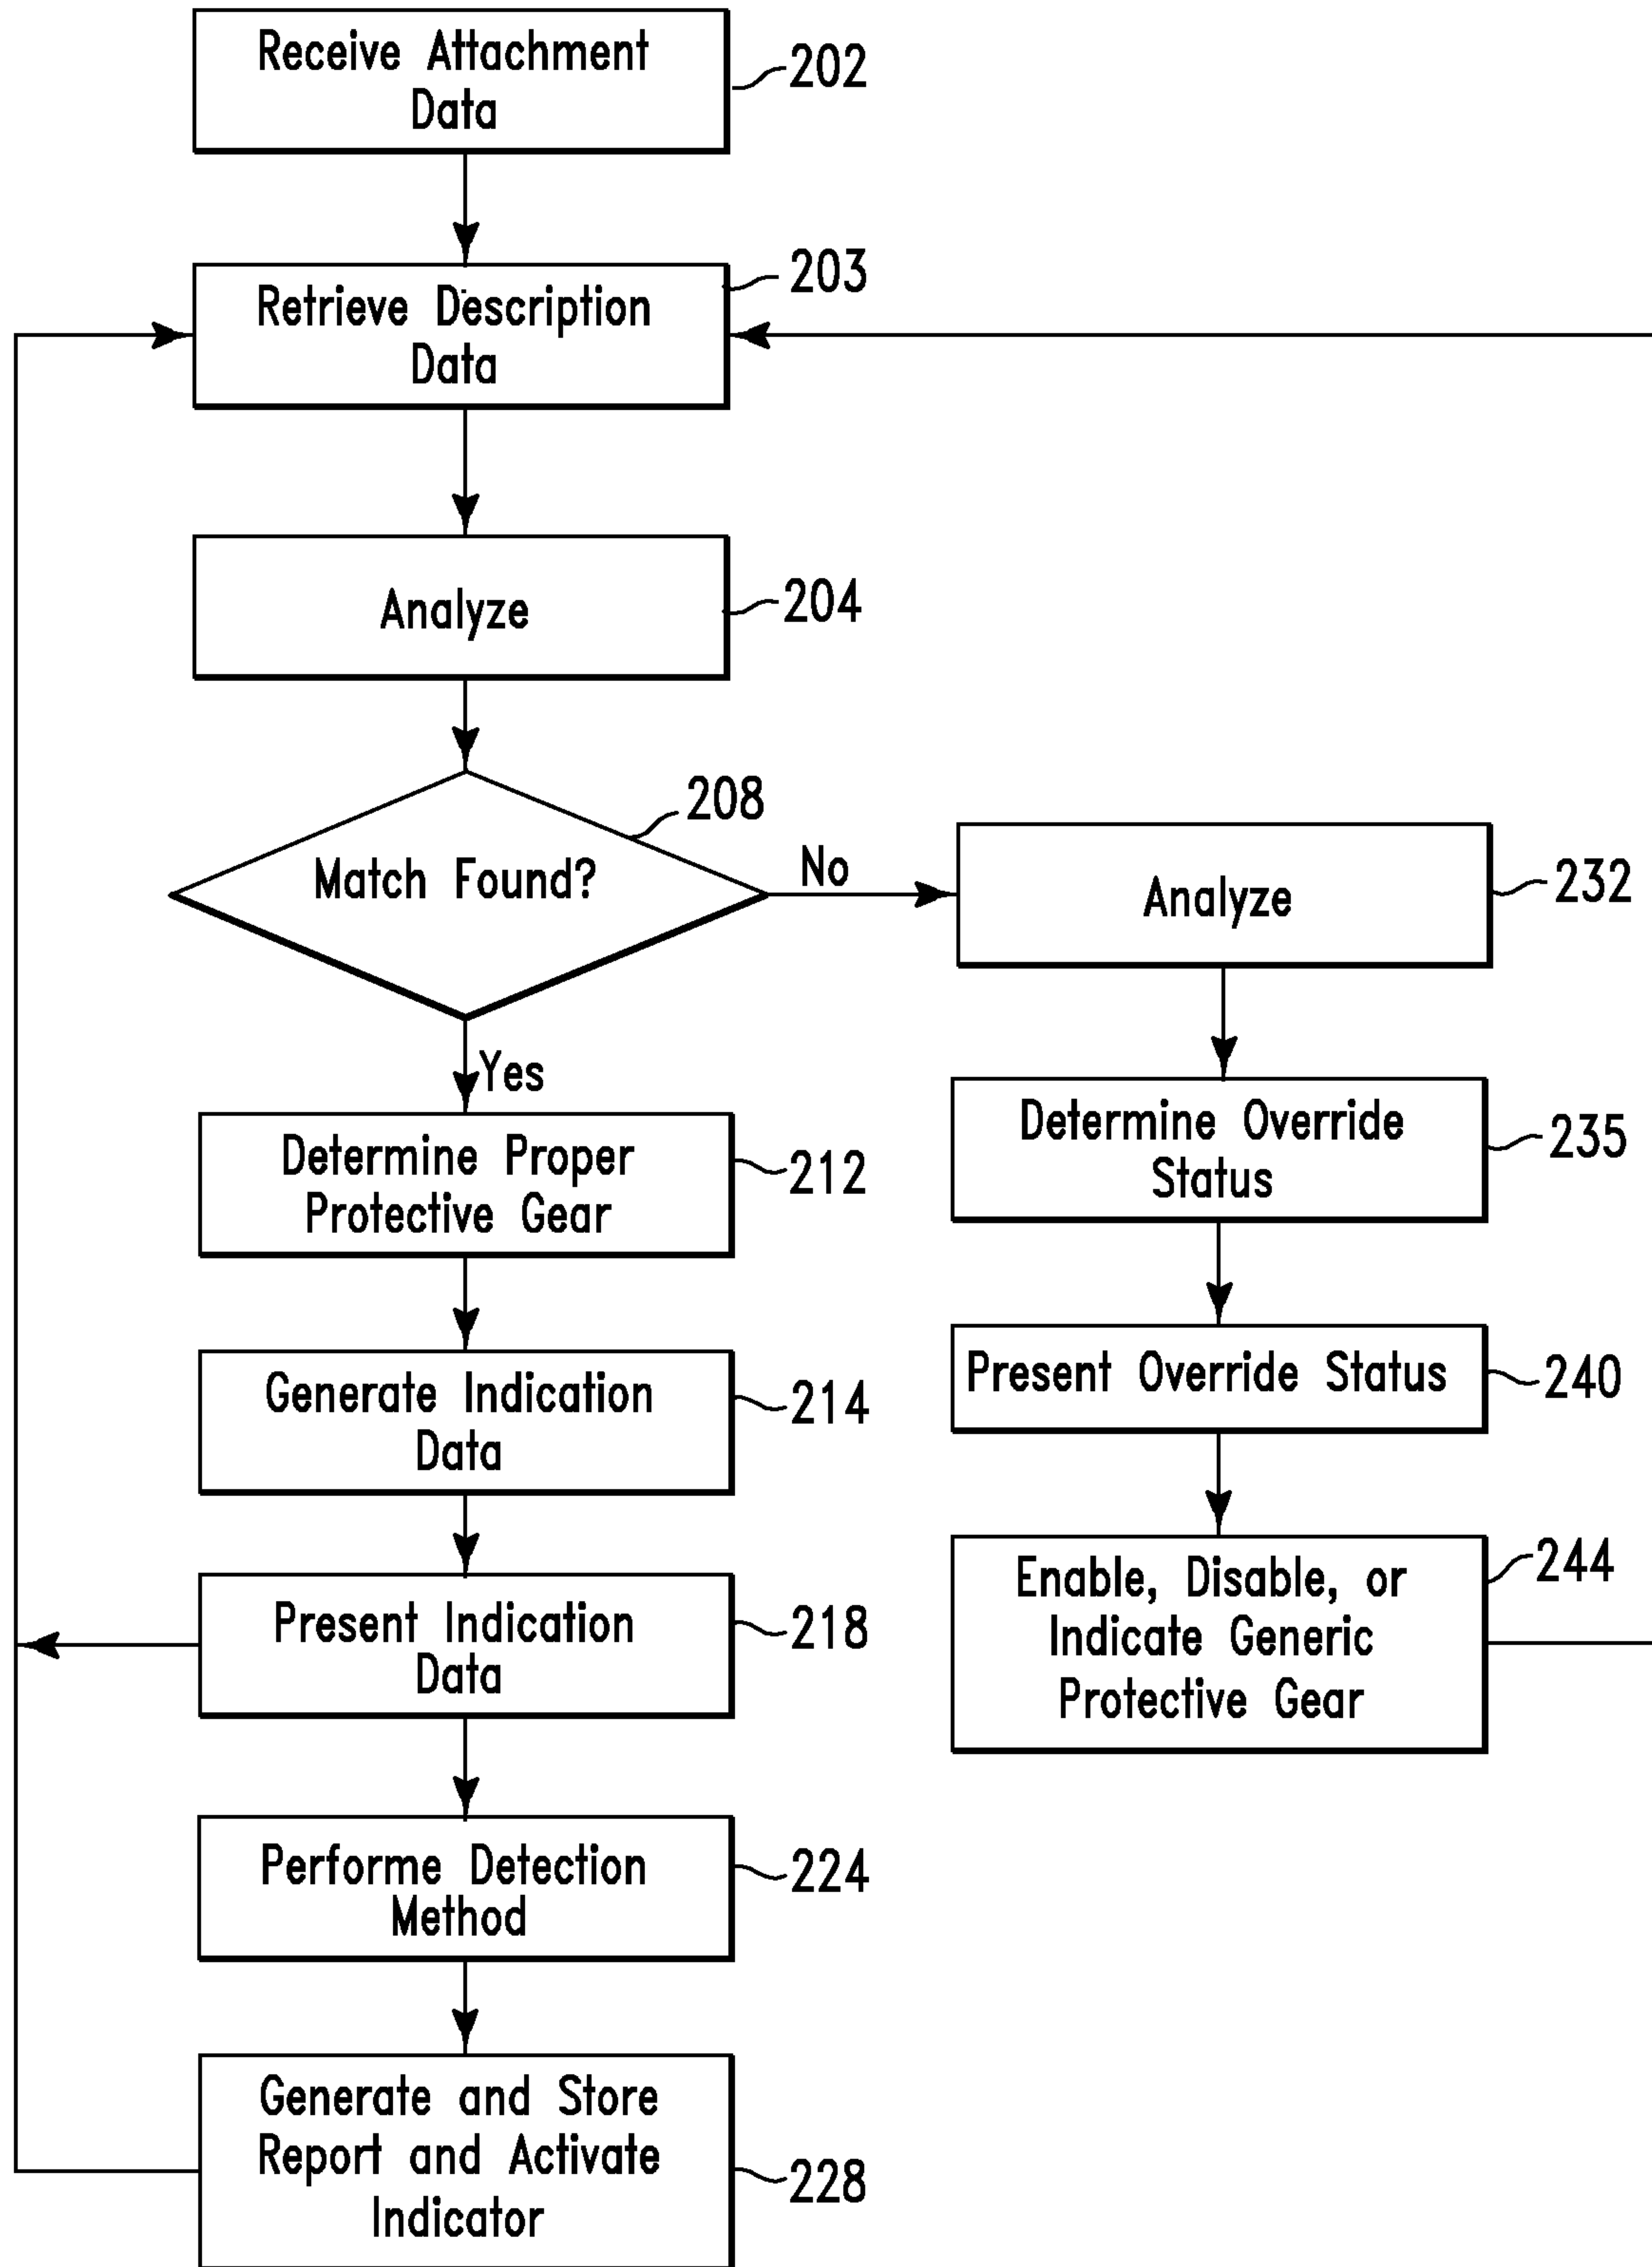 Receive Attachment
Data
202
Retrieve Description
Data
203
Analyze
204
Match Found?
208
No
Yes
Analyze
232
Determine Override
Status
235
Present Override Status
240
Enable, Disable, or
Indicate Generic
Protective Gear
244
Determine Proper
Protective Gear
212
Generate Indication
Data
214
Present Indication
Data
218
Performe Detection
Method
224
Generate and Store
Report and Activate
Indicator
228